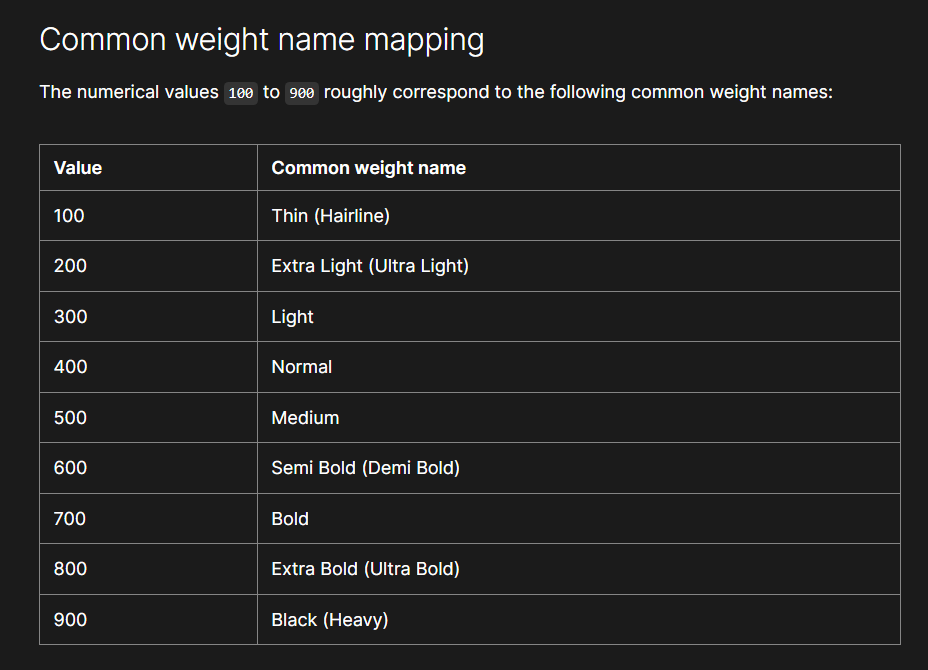 Common weight name mapping
The numerical values 100 to 900 roughly correspond to the following common weight names:
Value Common weight name
100 Thin (Hairline)
200 Extra Light (Ultra Light)
300 Light
400 Normal
500 Medium
600 Semi Bold (Demi Bold)
700 Bold
800 Extra Bold (Ultra Bold)
900 Black (Heavy)